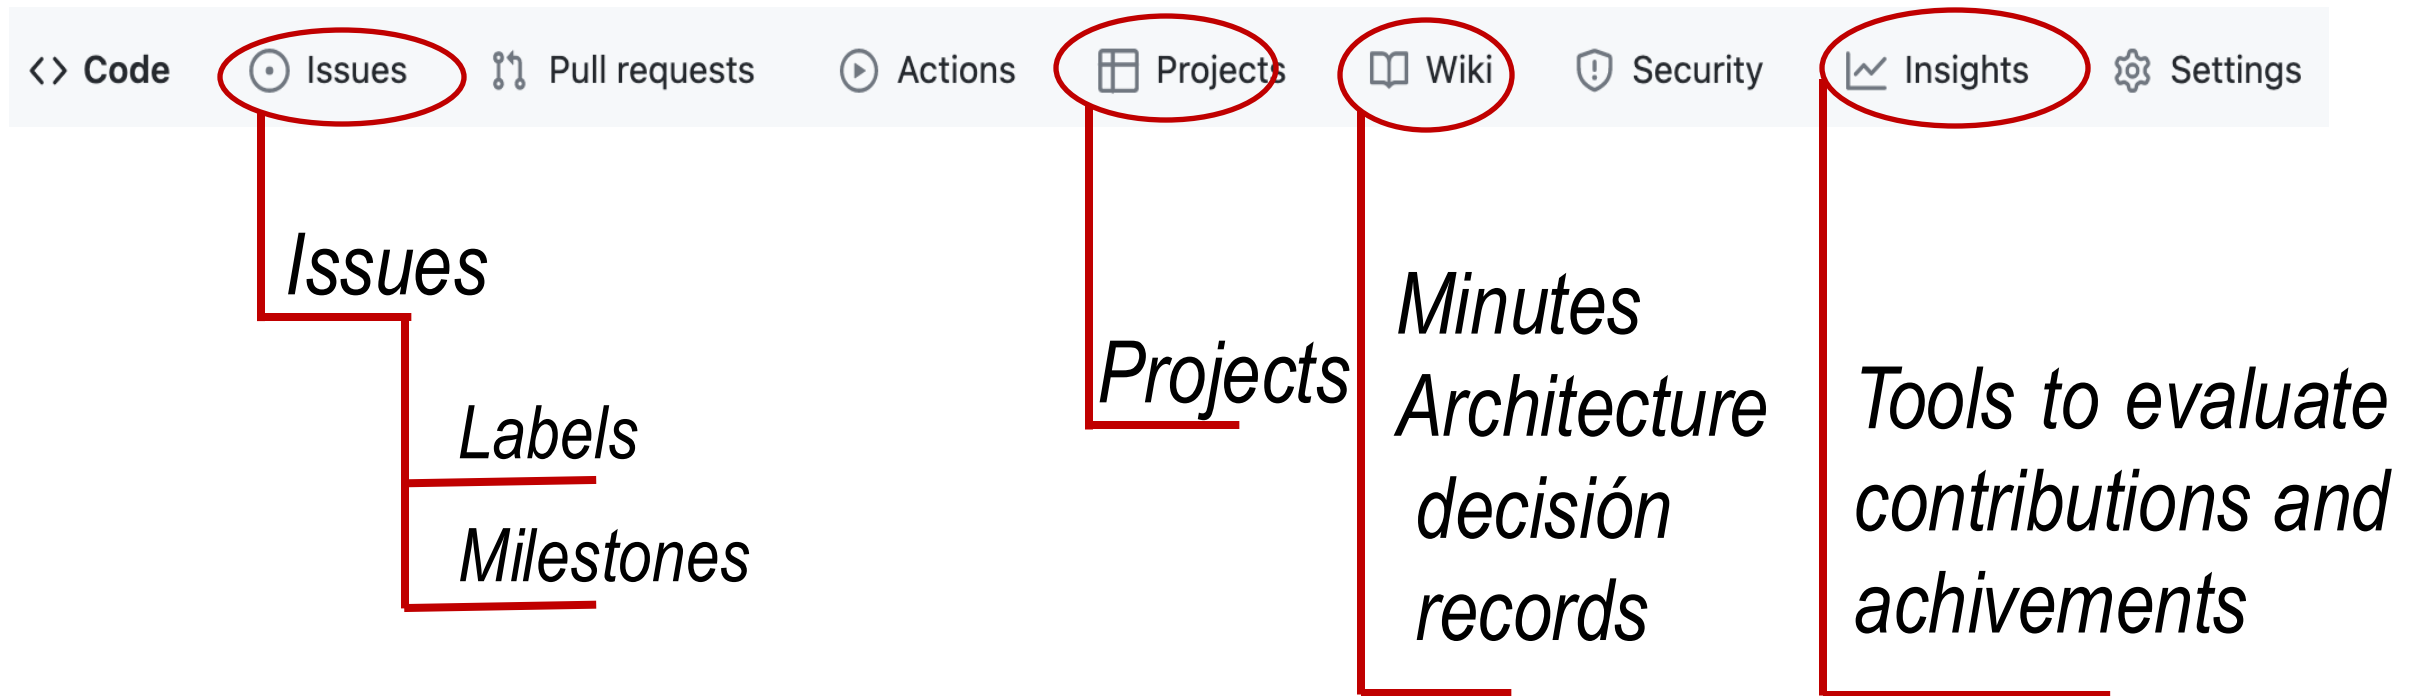 Code Issues Pull requests Actions Projects Wiki Security Insights Settings
Issues
Labels
Milestones
Projects
Minutes
Architecture
decisión
records
Tools to evaluate
contributions and
achivements